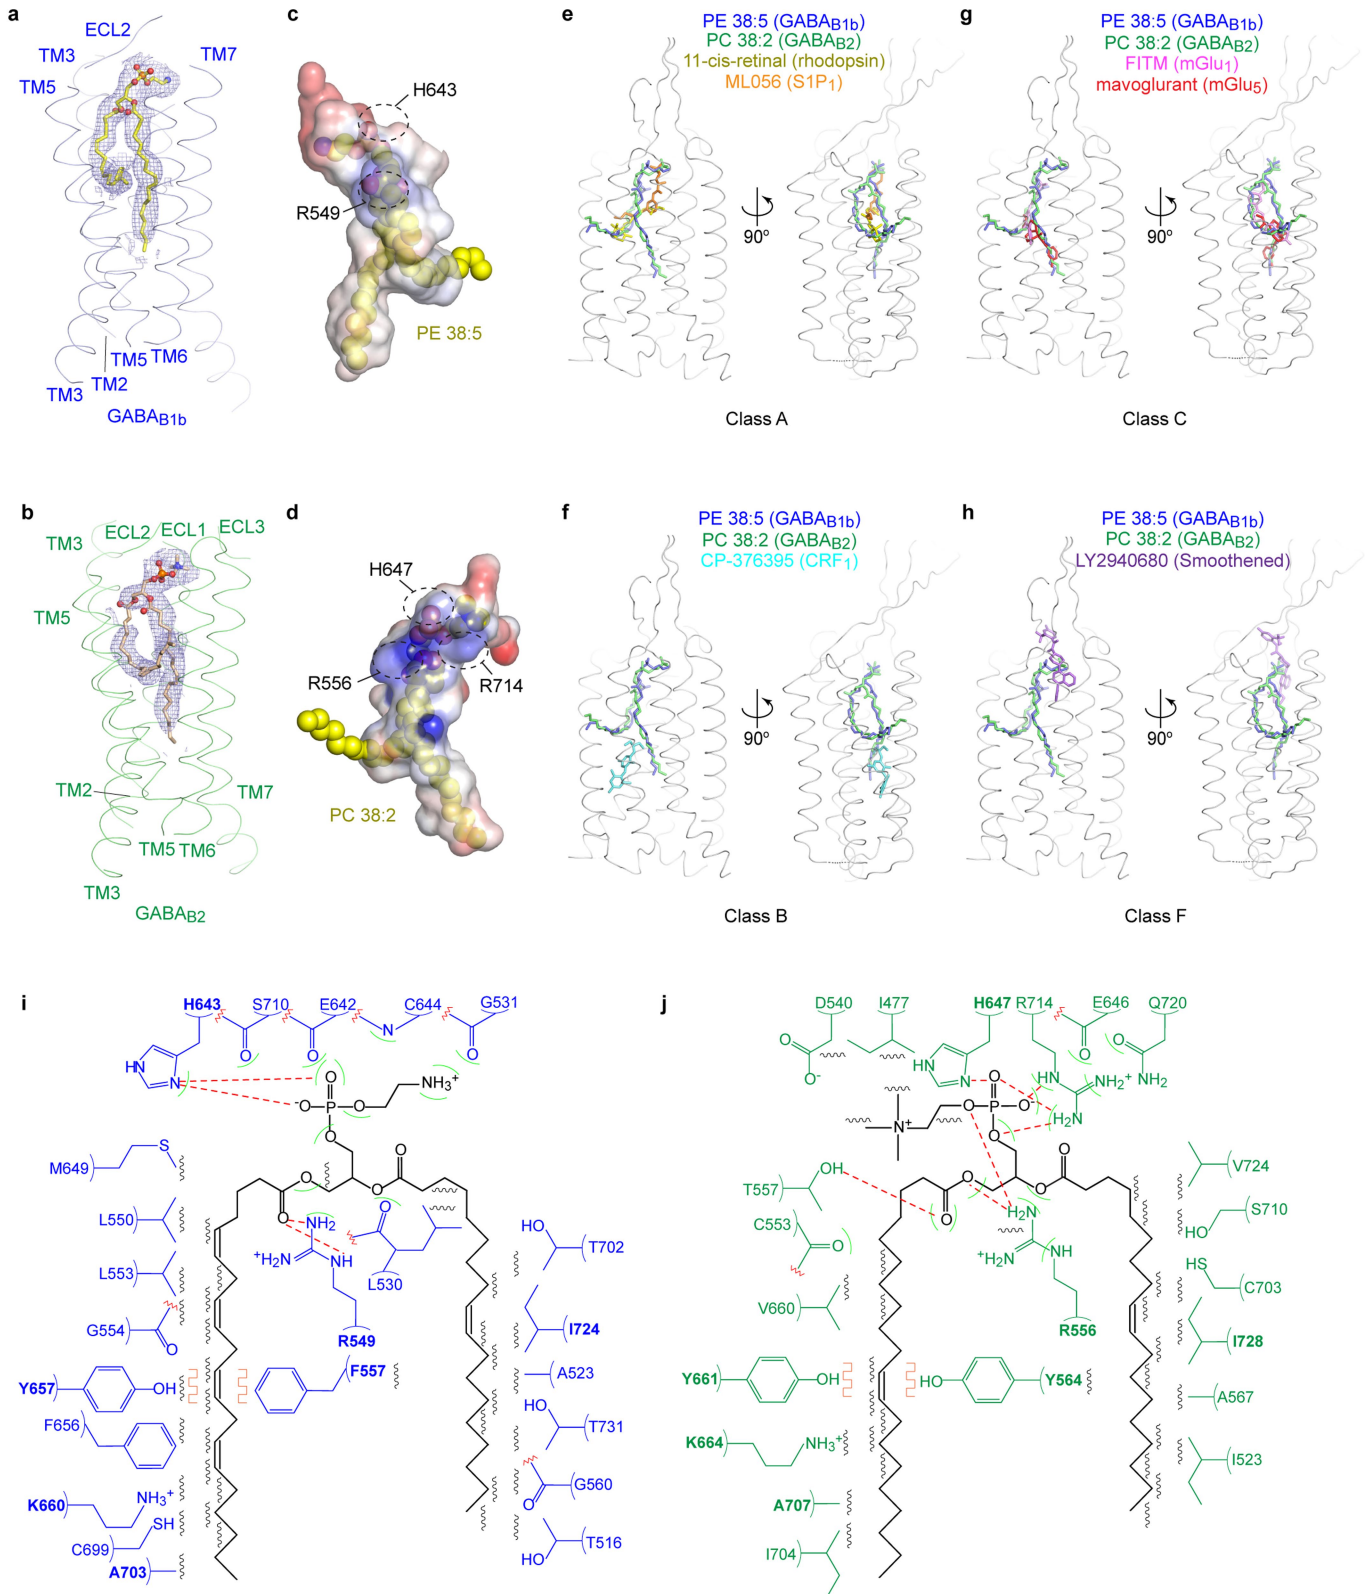 a
ECL2
TM3
TM7
TM5
TM5 TM6
TM2
TM3
GABAB1b
c
H643
R549
PE 38:5
e
PE 38:5 (GABAB1b)
PC 38:2 (GABAB2)
11-cis-retinal (rhodopsin)
ML056 (S1P1)
90º
Class A
g
PE 38:5 (GABAB1b)
PC 38:2 (GABAB2)
FITM (mGlu1)
mavoglurant (mGlu5)
90º
Class C
b
ECL2 ECL1 ECL3
TM3
TM5
TM2
TM7
TM5 TM6
TM3
GABAB2
d
H647
R556
R714
PC 38:2
f
PE 38:5 (GABAB1b)
PC 38:2 (GABAB2)
CP-376395 (CRF1)
90º
Class B
h
PE 38:5 (GABAB1b)
PC 38:2 (GABAB2)
LY2940680 (Smoothened)
90º
Class F
i
H643 S710 E642 C644 G531
N
O O O
HN
N
O
NH3+
-O P O
O
S
M649
O
O
O
O
O
L550
NH2
HO
T702
+H2N
NH
L530
L553
G554
O
R549
I724
F557
Y657
OH
A523
HO
T731
F656
G560
O
K660
NH3+
SH
C699
T516
HO
A703
j
D540 I477 H647 R714 E646 Q720
O
O-
HN
N
O
HN
NH2+
O
O
NH2
N+
O P O-
H2N
O
OH
T557
O
O
O
O
V724
S710
HO
C553
O
H2N
+H2N
NH
HS
C703
V660
R556
I728
Y661
OH
HO
Y564
A567
K664
NH3+
I523
A707
I704